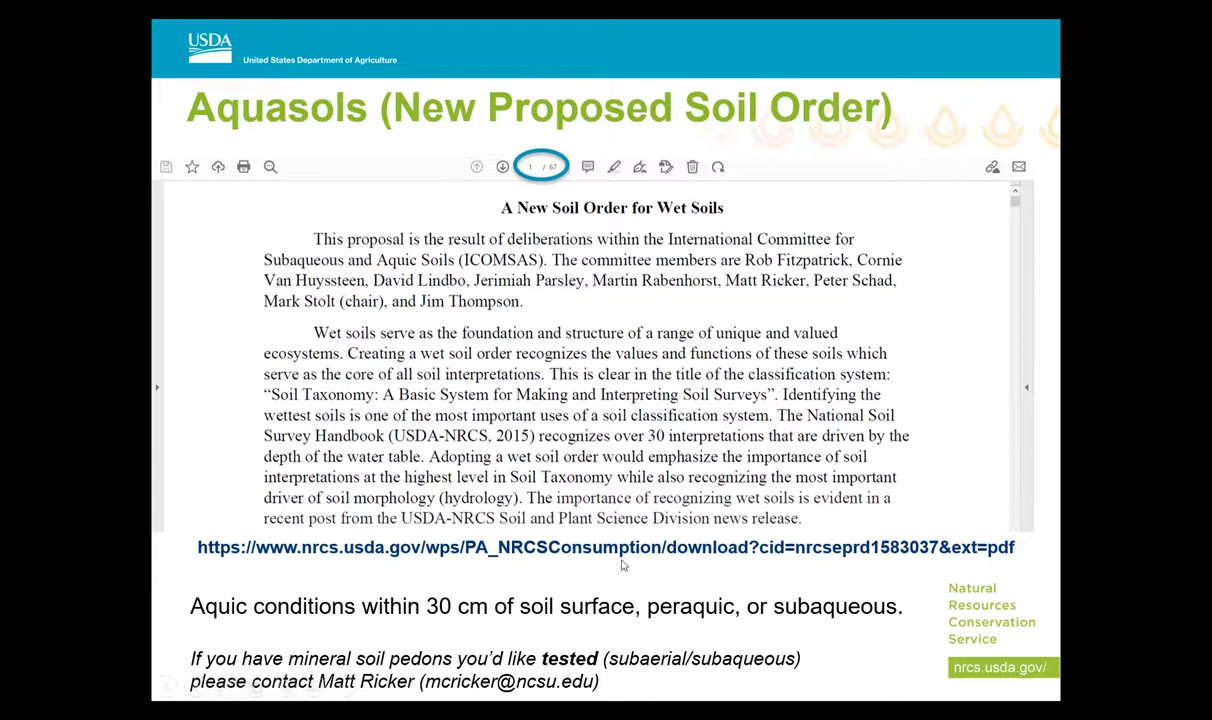 USDA
United States Department of Agriculture
Aquasols (New Proposed Soil Order)
1 / 67
A New Soil Order for Wet Soils
This proposal is the result of deliberations within the International Committee for
Subaqueous and Aquic Soils (ICOMSAS). The committee members are Rob Fitzpatrick, Cornie
Van Huyssteen, David Lindbo, Jerimiah Parsley, Martin Rabenhorst, Matt Ricker, Peter Schad,
Mark Stolt (chair), and Jim Thompson.
Wet soils serve as the foundation and structure of a range of unique and valued
ecosystems. Creating a wet soil order recognizes the values and functions of these soils which
serve as the core of all soil interpretations. This is clear in the title of the classification system:
“Soil Taxonomy: A Basic System for Making and Interpreting Soil Surveys”. Identifying the
wettest soils is one of the most important uses of a soil classification system. The National Soil
Survey Handbook (USDA-NRCS, 2015) recognizes over 30 interpretations that are driven by the
depth of the water table. Adopting a wet soil order would emphasize the importance of soil
interpretations at the highest level in Soil Taxonomy while also recognizing the most important
driver of soil morphology (hydrology). The importance of recognizing wet soils is evident in a
recent post from the USDA-NRCS Soil and Plant Science Division news release.
https://www.nrcs.usda.gov/wps/PA_NRCSConsumption/download?cid=nrcseprd1583037&ext=pdf
Aquic conditions within 30 cm of soil surface, peraquic, or subaqueous.
If you have mineral soil pedons you’d like tested (subaerial/subaqueous)
please contact Matt Ricker (mcricker@ncsu.edu)
Natural
Resources
Conservation
Service
nrcs.usda.gov/